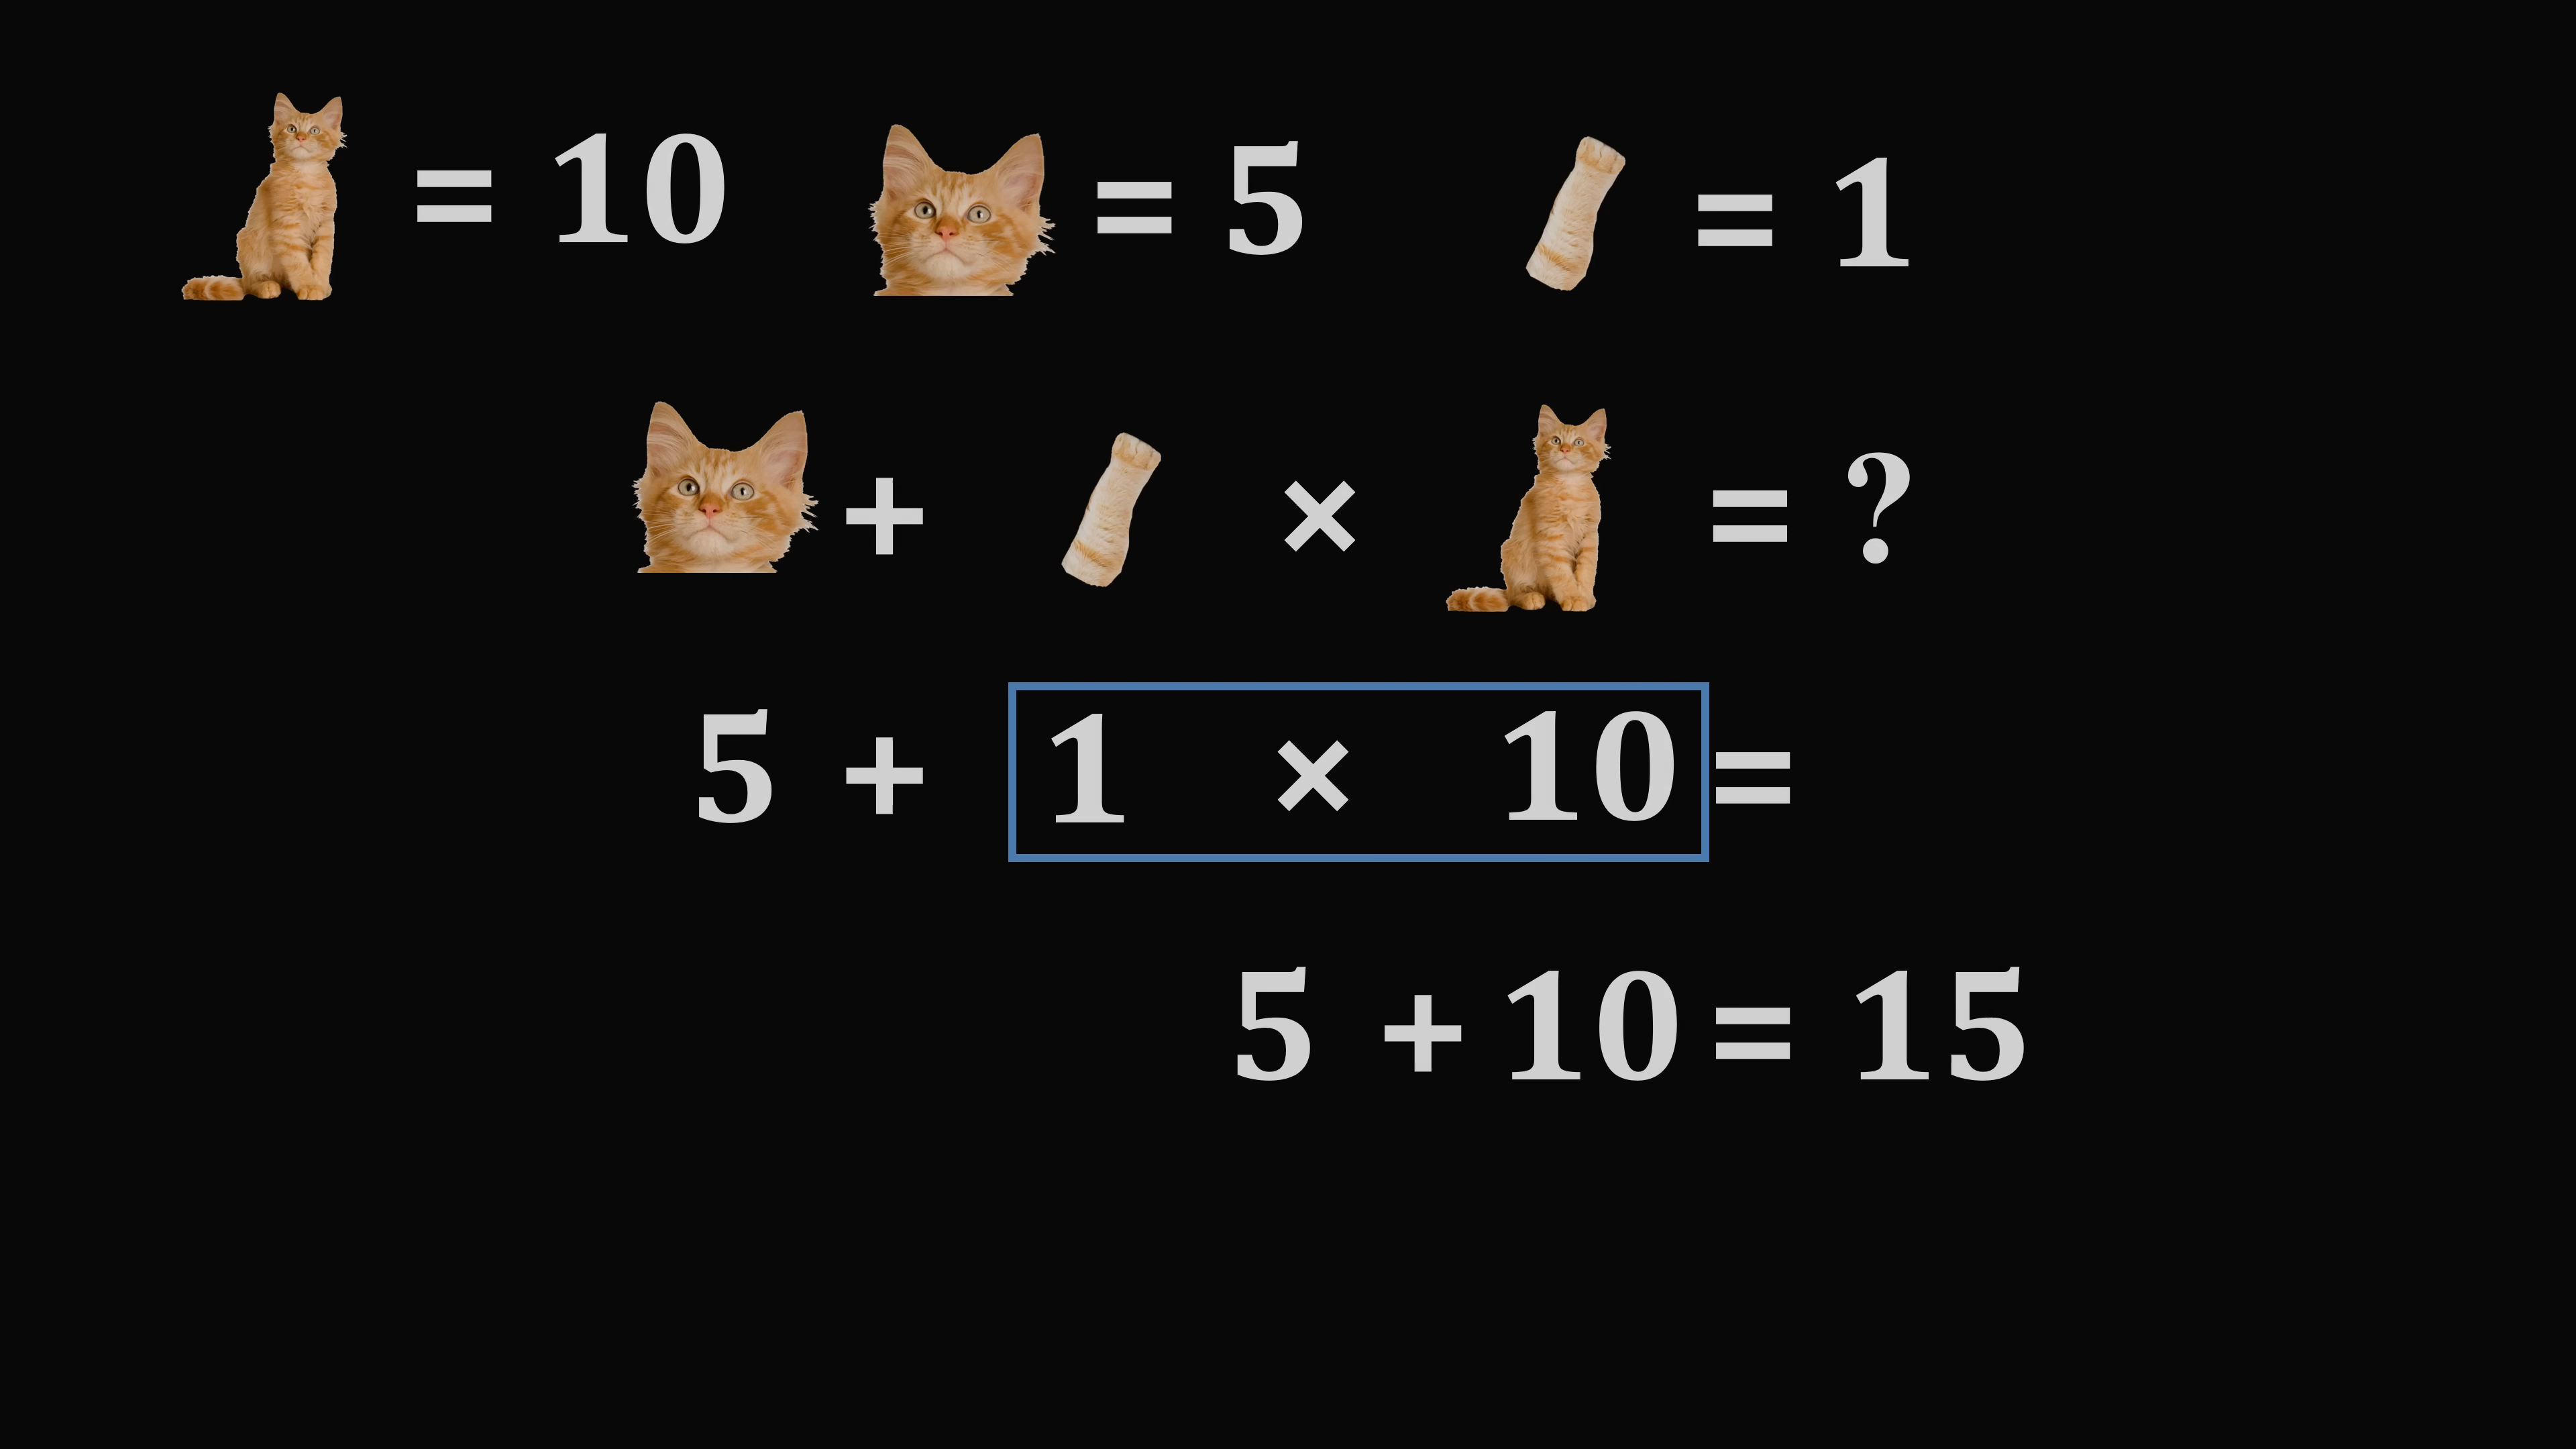 = 10 = 5 = 1
+ × = ?
5 + 1 × 10 =
5 + 10 = 15